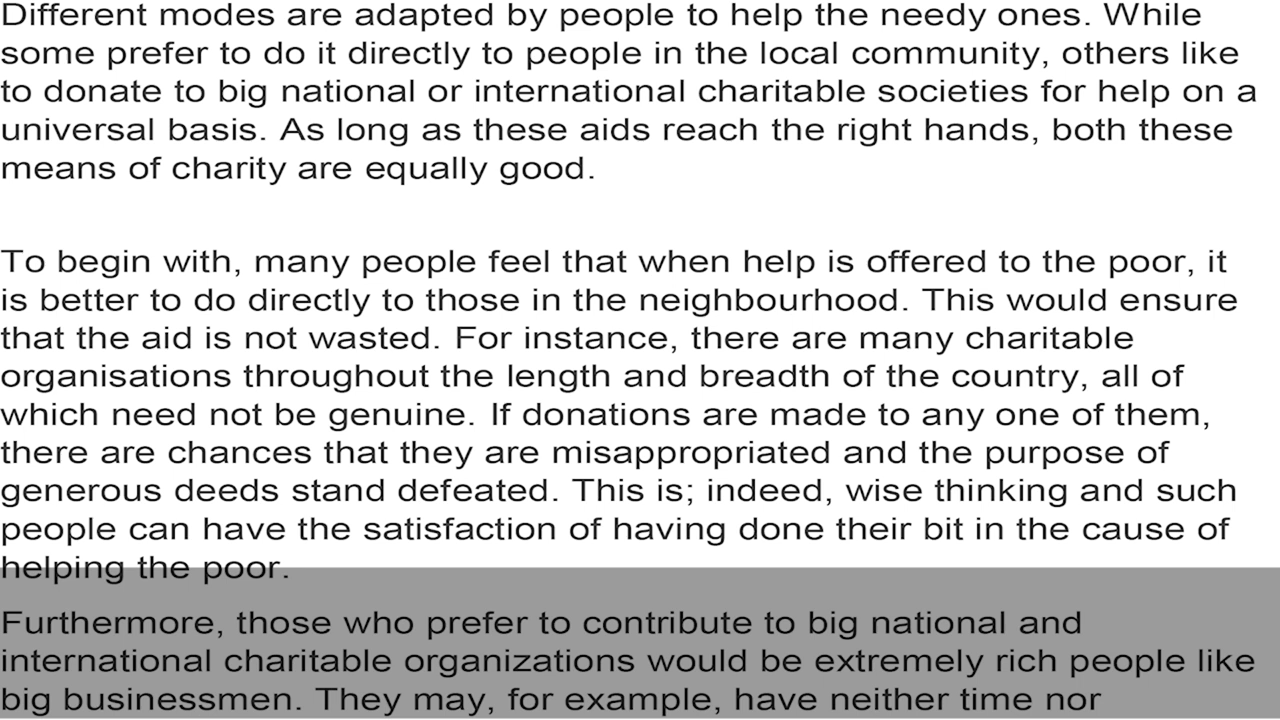 Different modes are adapted by people to help the needy ones. While
some prefer to do it directly to people in the local community, others like
to donate to big national or international charitable societies for help on a
universal basis. As long as these aids reach the right hands, both these
means of charity are equally good.
To begin with, many people feel that when help is offered to the poor, it
is better to do directly to those in the neighbourhood. This would ensure
that the aid is not wasted. For instance, there are many charitable
organisations throughout the length and breadth of the country, all of
which need not be genuine. If donations are made to any one of them,
there are chances that they are misappropriated and the purpose of
generous deeds stand defeated. This is; indeed, wise thinking and such
people can have the satisfaction of having done their bit in the cause of
helping the poor.
Furthermore, those who prefer to contribute to big national and
international charitable organizations would be extremely rich people like
big businessmen. They may, for example, have neither time nor